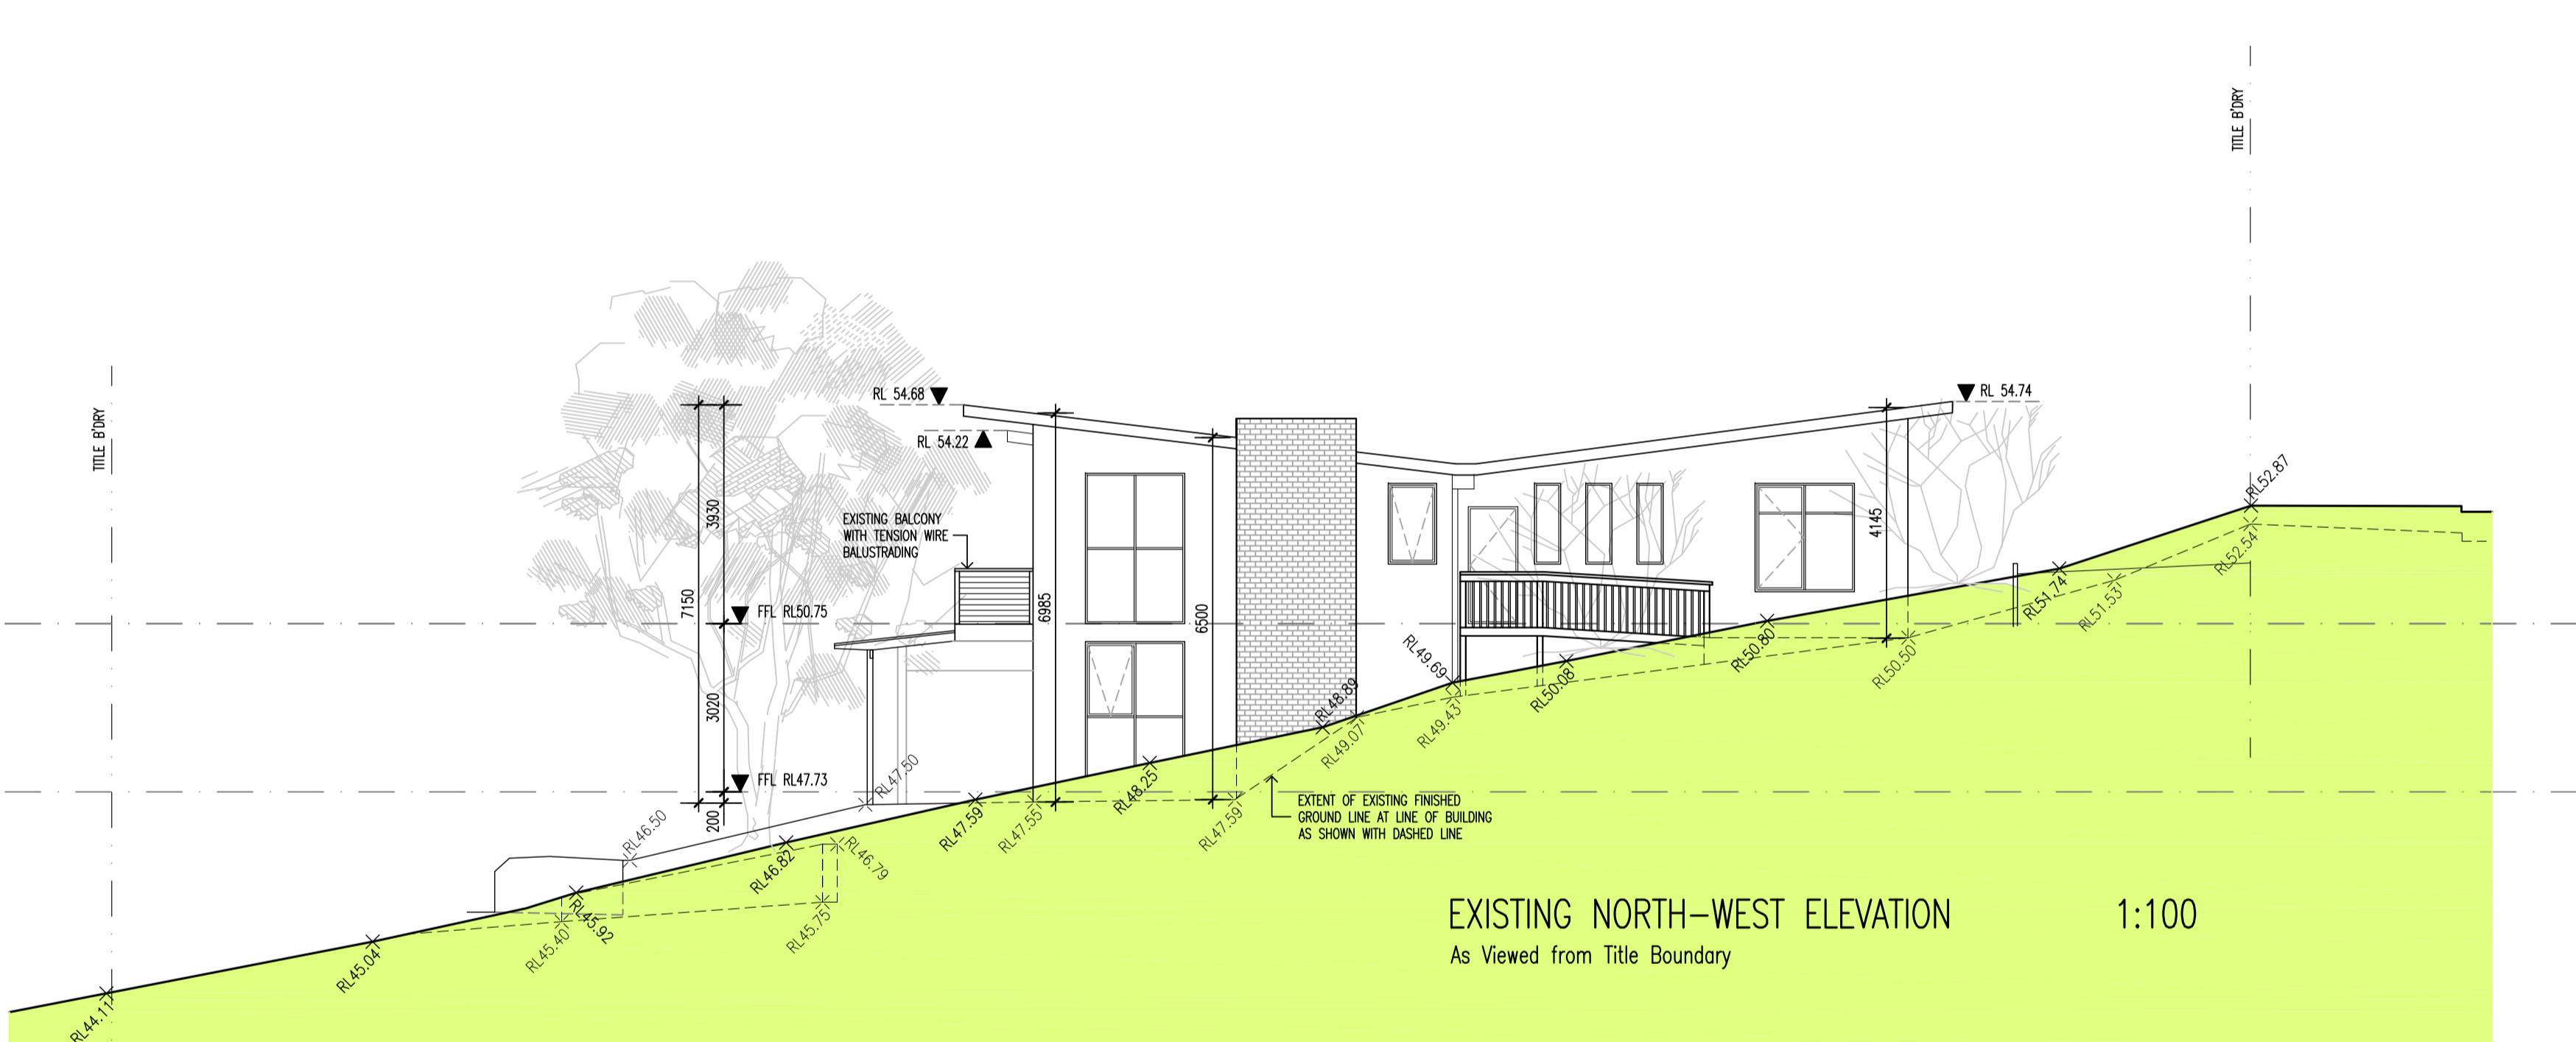 TITLE B'DRY
TITLE B'DRY
RL 54.68
RL 54.74
RL 54.22
EXISTING BALCONY
WITH TENSION WIRE
BALUSTRADING
3930
7150
3020
200
6985
6500
4145
FFL RL50.75
FFL RL47.73
RL52.87
RL52.54
RL51.74
RL51.53
RL50.80
RL50.50
RL50.08
RL49.69
RL49.43
RL48.89
RL49.07
RL48.25
RL47.59
RL47.55
RL47.59
RL47.50
RL46.50
RL46.82
RL46.79
RL45.92
RL45.40
RL45.75
RL45.04
RL44.11
EXTENT OF EXISTING FINISHED
GROUND LINE AT LINE OF BUILDING
AS SHOWN WITH DASHED LINE
EXISTING NORTH-WEST ELEVATION 1:100
As Viewed from Title Boundary